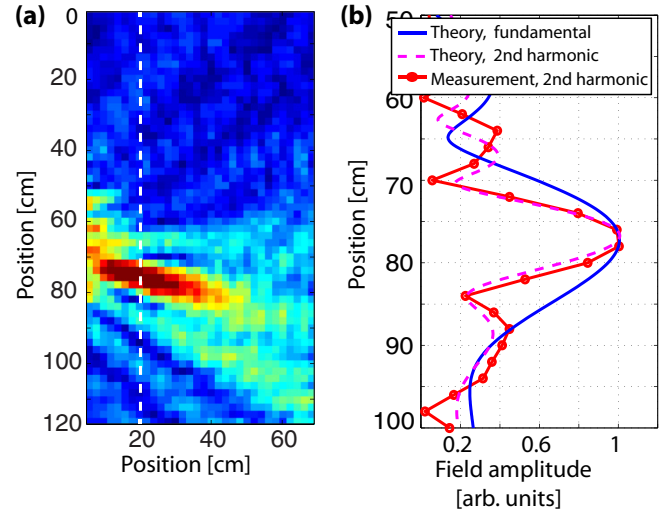 (a)
0
20
40
60
80
100
120
Position [cm]
20
40
60
Position [cm]
(b)
Theory, fundamental
Theory, 2nd harmonic
Measurement, 2nd harmonic
50
60
70
80
90
100
Position [cm]
0.2
0.6
1
Field amplitude
[arb. units]